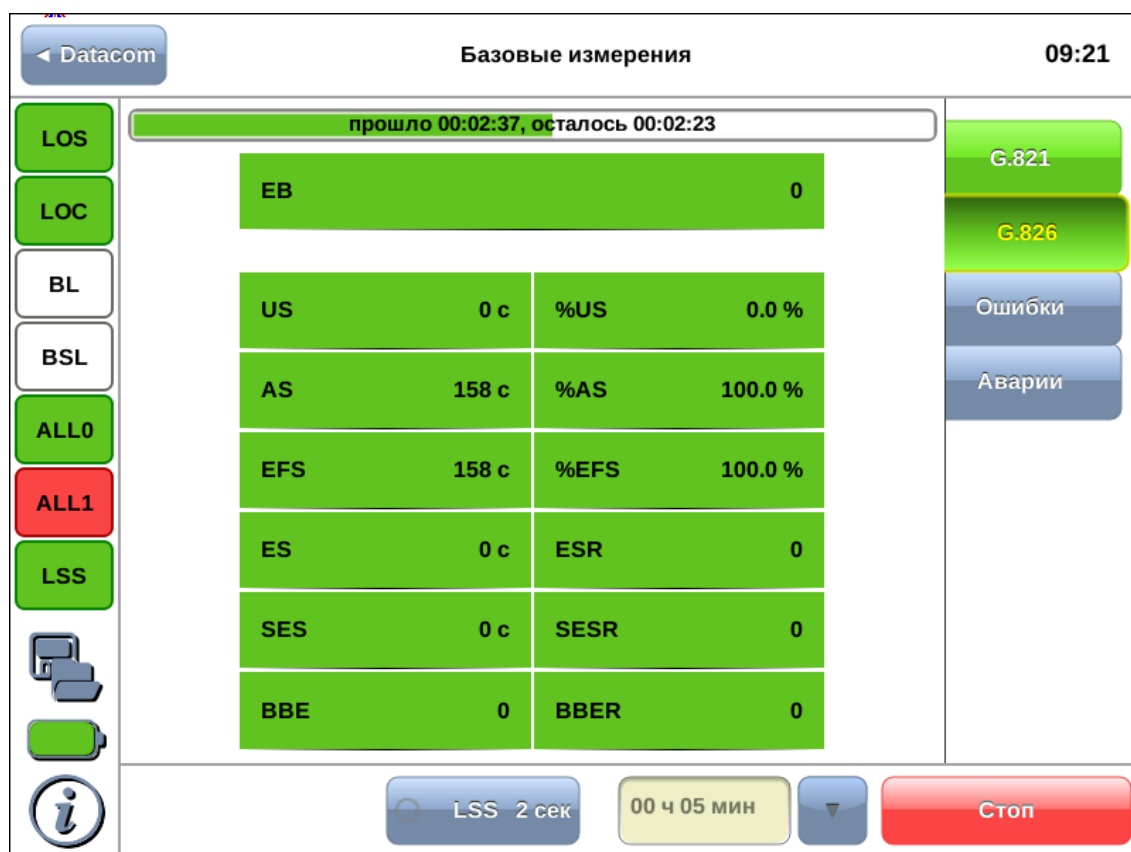 ◄ Datacom
Базовые измерения
09:21
LOS
LOC
BL
BSL
ALL0
ALL1
LSS
i
прошло 00:02:37, осталось 00:02:23
EB 0
US 0 с %US 0.0 %
AS 158 с %AS 100.0 %
EFS 158 с %EFS 100.0 %
ES 0 с ESR 0
SES 0 с SESR 0
BBE 0 BBER 0
G.821
G.826
Ошибки
Аварии
LSS 2 сек
00 ч 05 мин
▼
Стоп